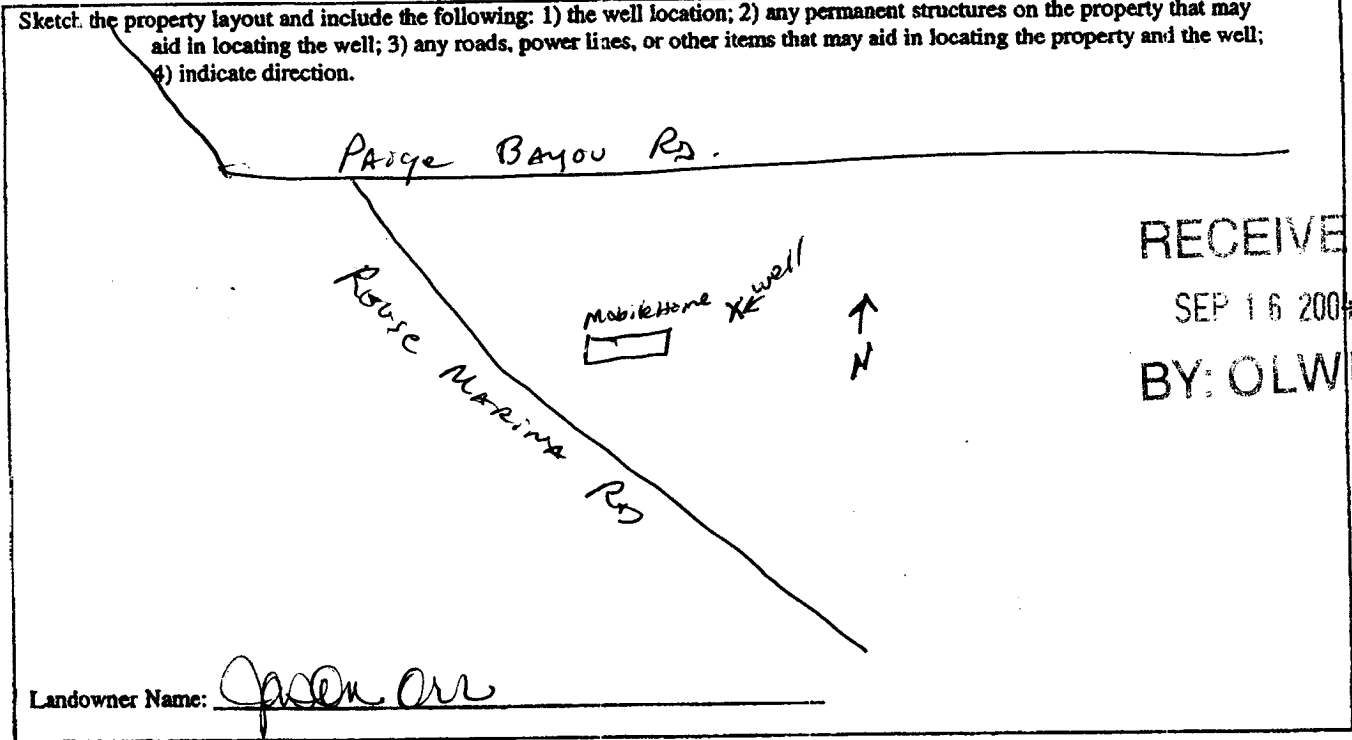 Sketch the property layout and include the following: 1) the well location; 2) any permanent structures on the property that may
aid in locating the well; 3) any roads, power lines, or other items that may aid in locating the property and the well;
4) indicate direction.
Paige Bayou Rd.
RECEIVE
SEP 16 2004
BY: OLW
well
Mobile Home
X
N
Rouse Marina Rd
Landowner Name: Jason Orr